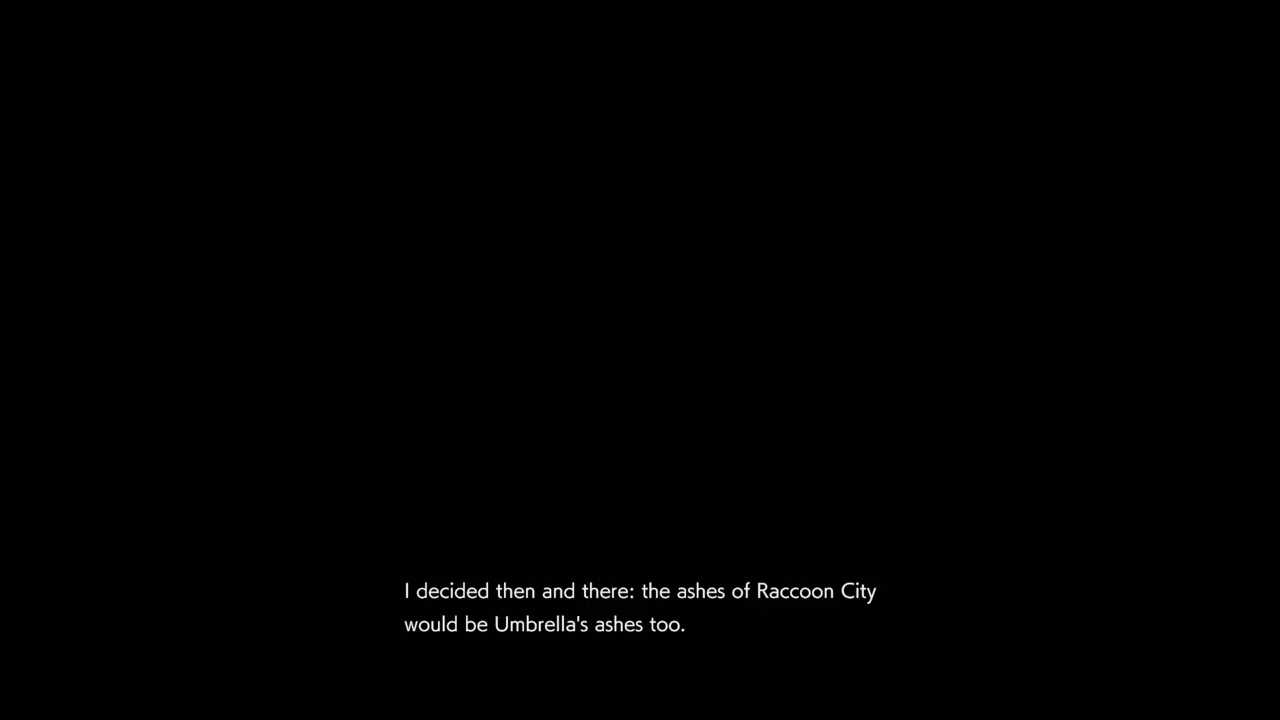 I decided then and there: the ashes of Raccoon City
would be Umbrella's ashes too.